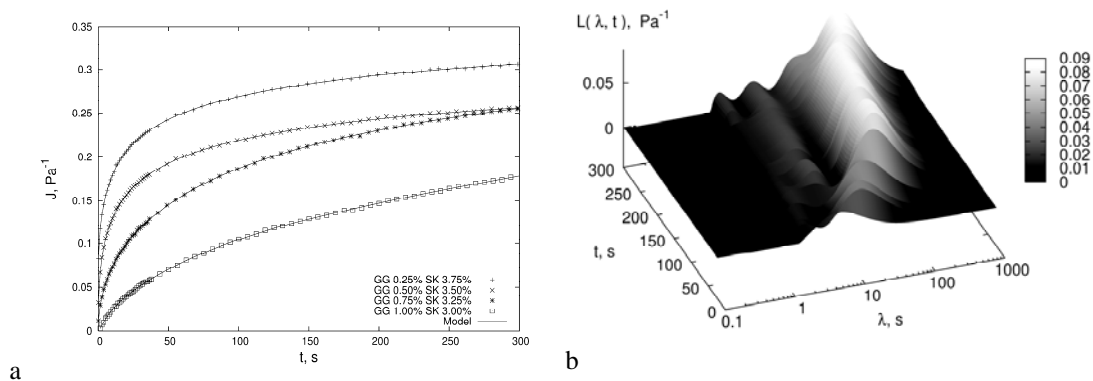 0.35
0.3
0.25
0.2
0.15
0.1
0.05
0
J, Pa-1
0 50 100 150 200 250 300
t, s
GG 0.25% SK 3.75%
GG 0.50% SK 3.50%
GG 0.75% SK 3.25%
GG 1.00% SK 3.00%
Model
a
L( λ, t ), Pa-1
0.05
0
300
250
200
150
100
50
0
t, s
0.1 1 10 100 1000
λ, s
0.09
0.08
0.07
0.06
0.05
0.04
0.03
0.02
0.01
0
b